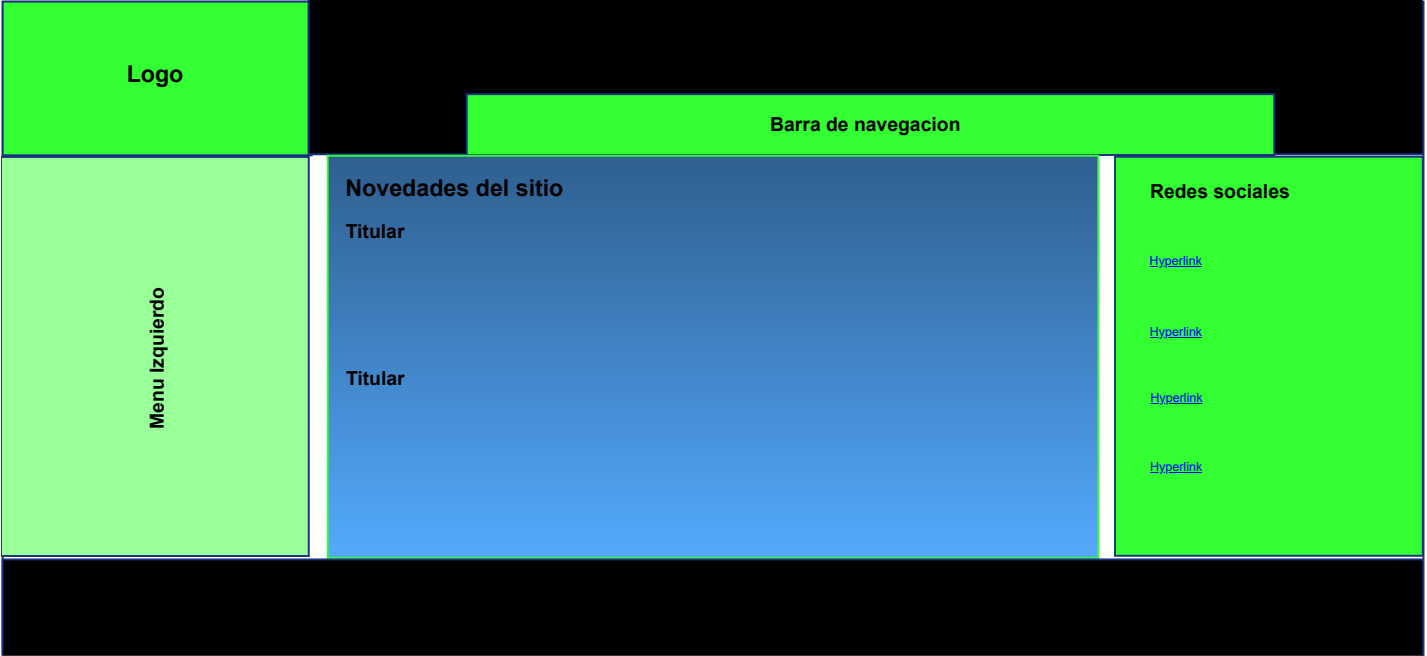 Logo
Barra de navegacion
Menu Izquierdo
Novedades del sitio
Titular
Titular
Redes sociales
Hyperlink
Hyperlink
Hyperlink
Hyperlink